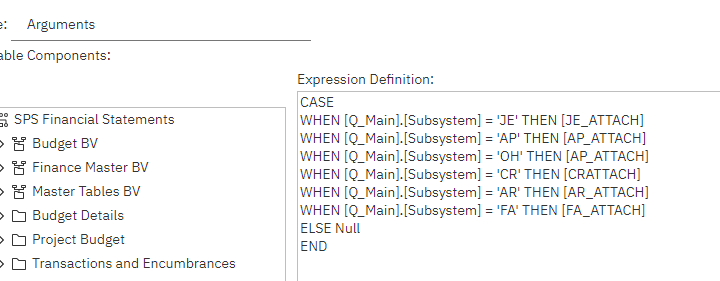 e: Arguments
able Components:
Expression Definition:
SPS Financial Statements
Budget BV
Finance Master BV
Master Tables BV
Budget Details
Project Budget
Transactions and Encumbrances
CASE
WHEN [Q_Main].[Subsystem] = 'JE' THEN [JE_ATTACH]
WHEN [Q_Main].[Subsystem] = 'AP' THEN [AP_ATTACH]
WHEN [Q_Main].[Subsystem] = 'OH' THEN [AP_ATTACH]
WHEN [Q_Main].[Subsystem] = 'CR' THEN [CRATTACH]
WHEN [Q_Main].[Subsystem] = 'AR' THEN [AR_ATTACH]
WHEN [Q_Main].[Subsystem] = 'FA' THEN [FA_ATTACH]
ELSE Null
END